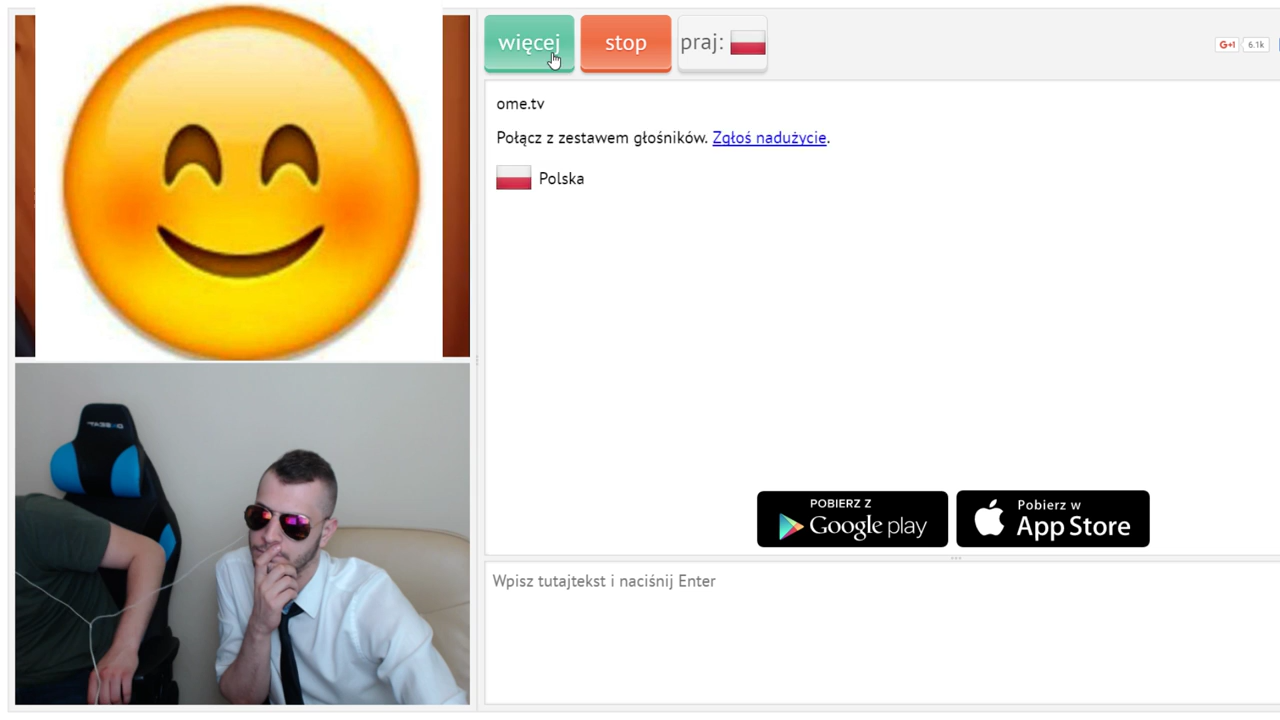 więcej
stop
praj:
G+1
6.1k
ome.tv
Połącz z zestawem głośników. Zgłoś nadużycie.
Polska
POBIERZ Z
Google play
Pobierz w
App Store
Wpisz tutajtekst i naciśnij Enter